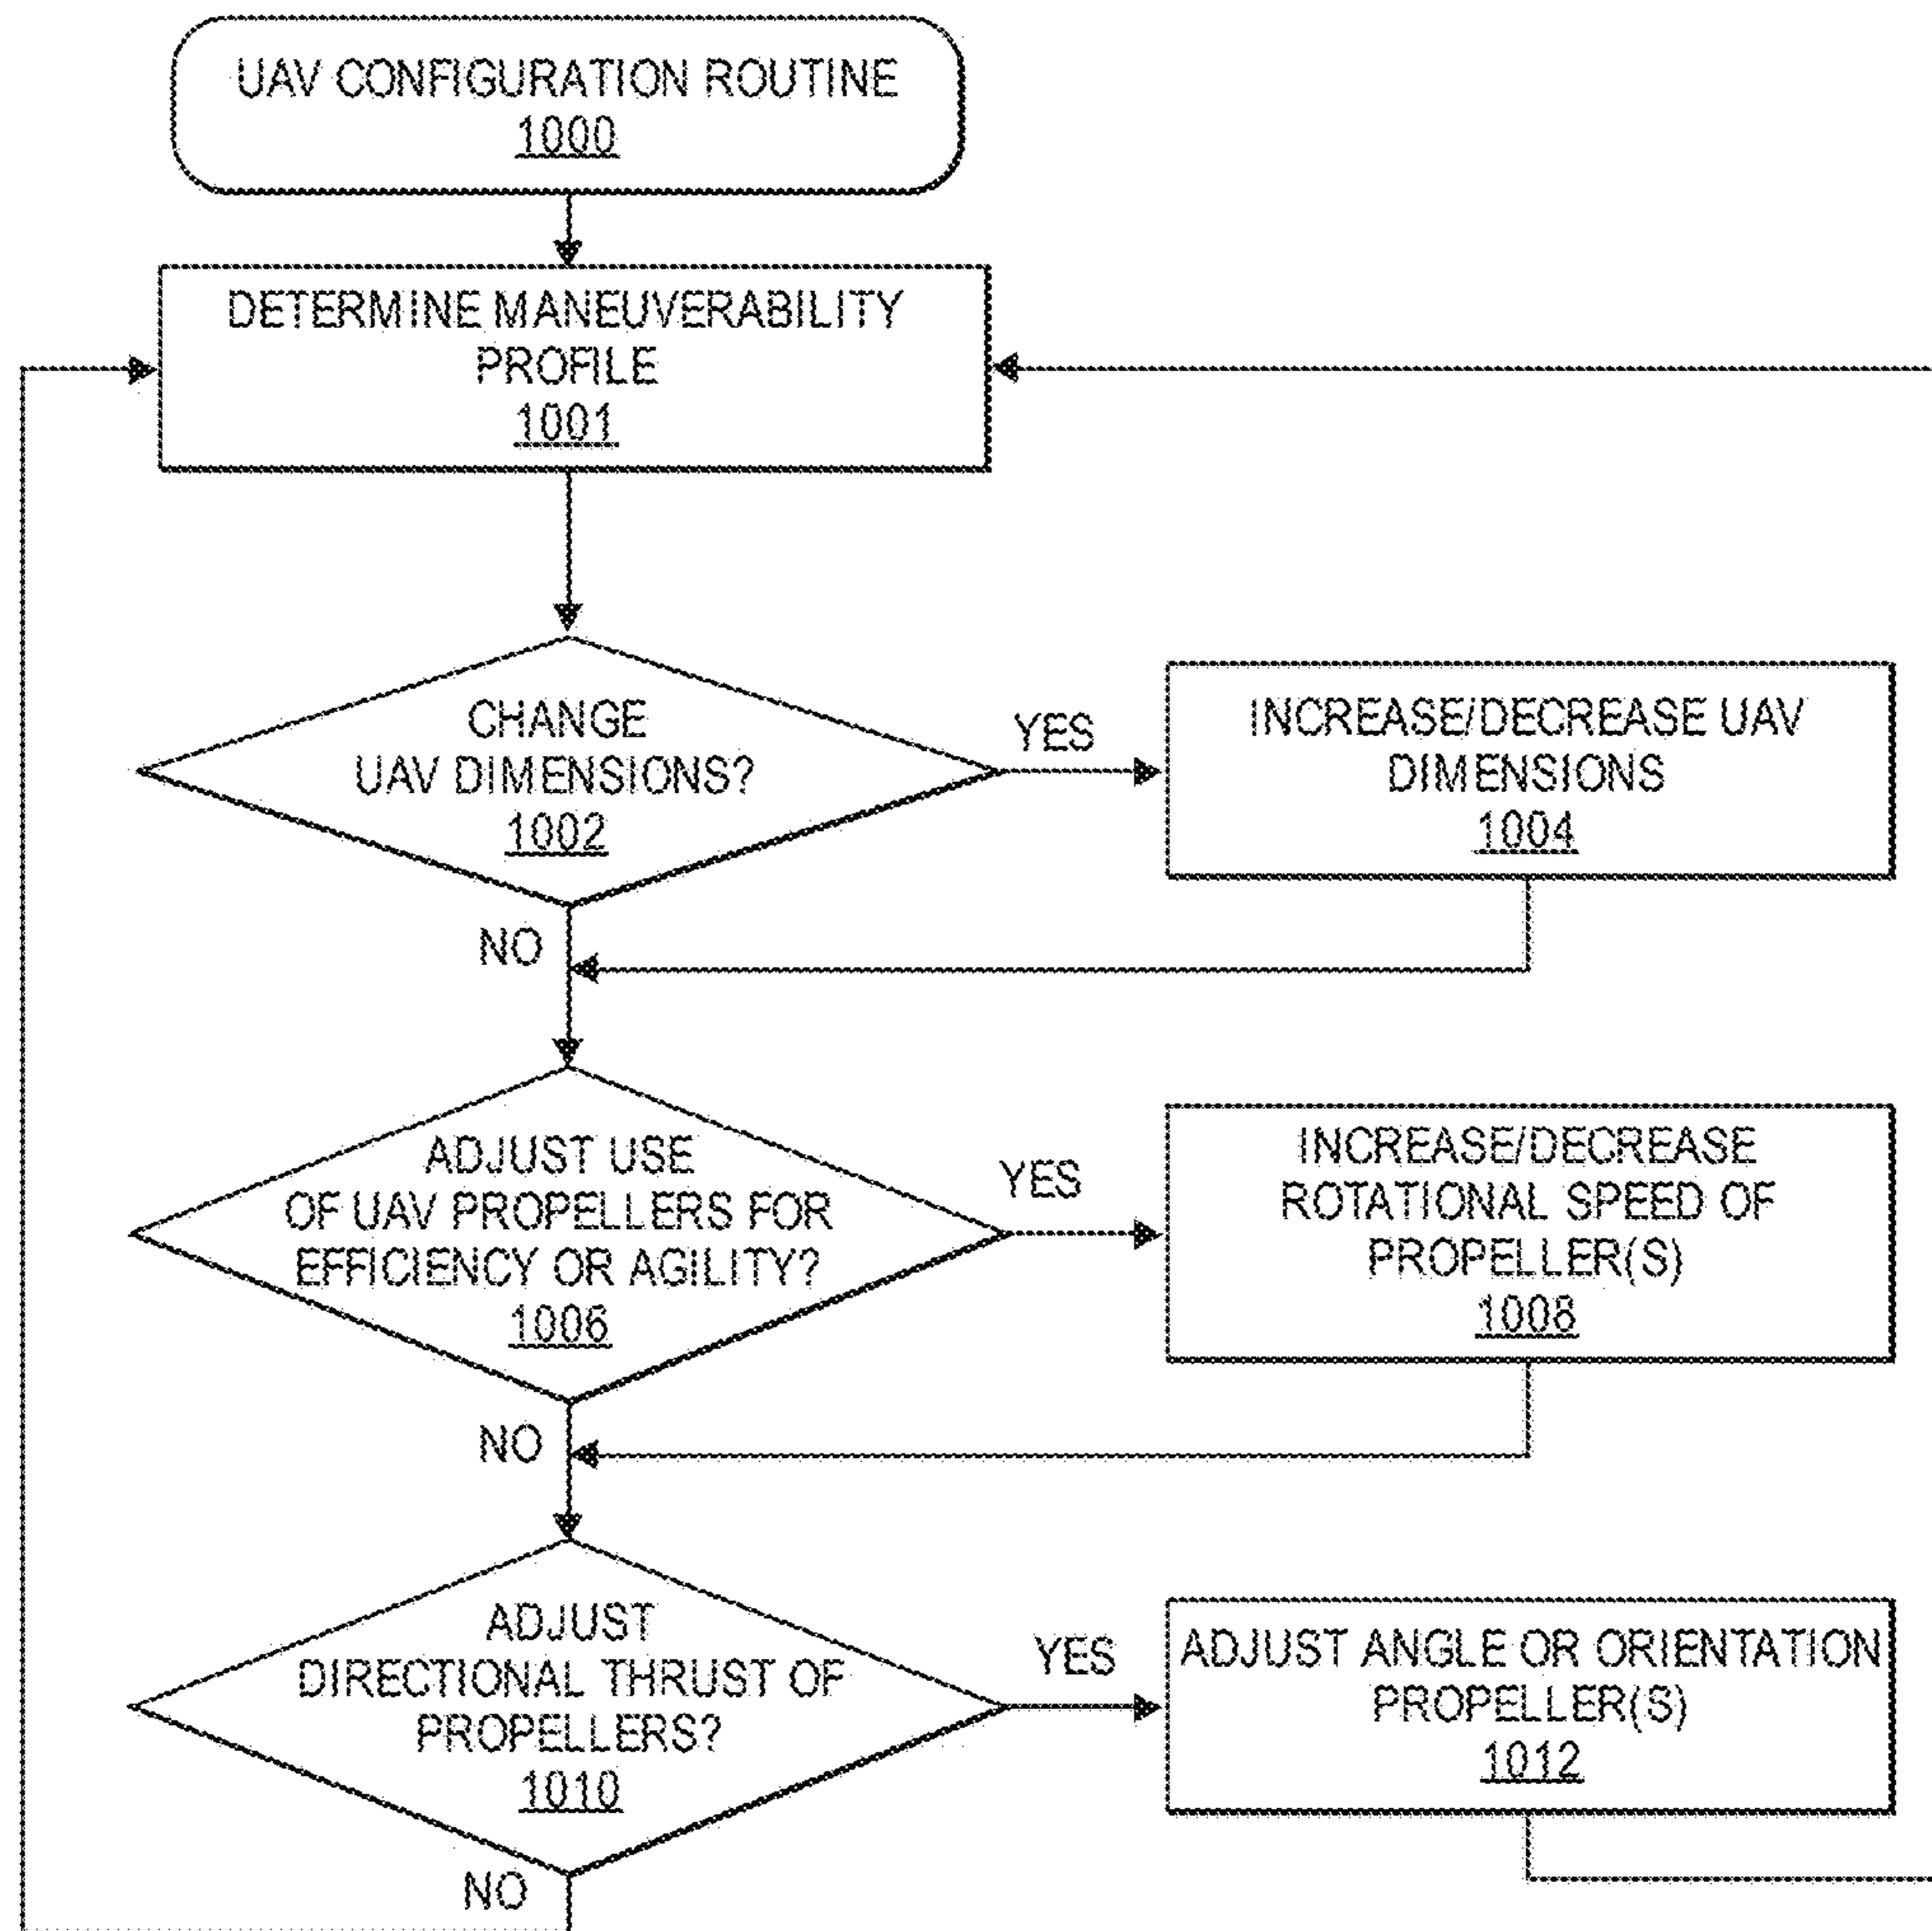 UAV CONFIGURATION ROUTINE
1000
DETERMINE MANEUVERABILITY
PROFILE
1001
CHANGE
UAV DIMENSIONS?
1002
YES
INCREASE/DECREASE UAV
DIMENSIONS
1004
NO
ADJUST USE
OF UAV PROPELLERS FOR
EFFICIENCY OR AGILITY?
1006
YES
INCREASE/DECREASE
ROTATIONAL SPEED OF
PROPELLER(S)
1008
NO
ADJUST
DIRECTIONAL THRUST OF
PROPELLERS?
1010
YES
ADJUST ANGLE OR ORIENTATION
PROPELLER(S)
1012
NO